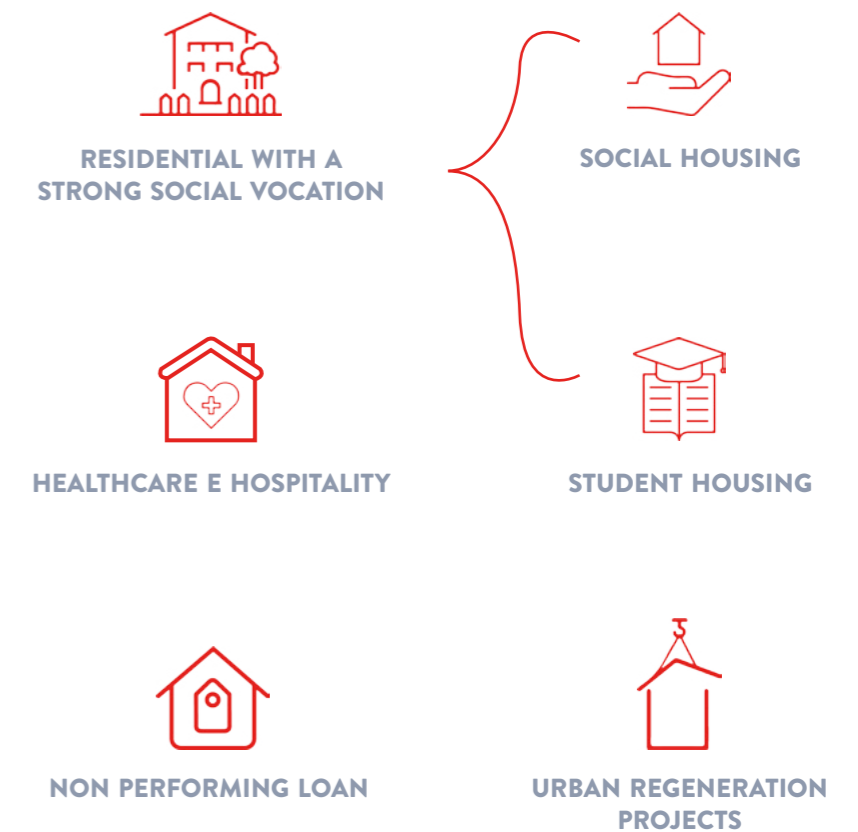 RESIDENTIAL WITH A
STRONG SOCIAL VOCATION
SOCIAL HOUSING
HEALTHCARE E HOSPITALITY
STUDENT HOUSING
NON PERFORMING LOAN
URBAN REGENERATION
PROJECTS